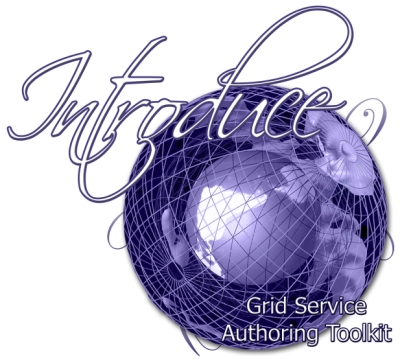 Introduce
Grid Service
Authoring Toolkit